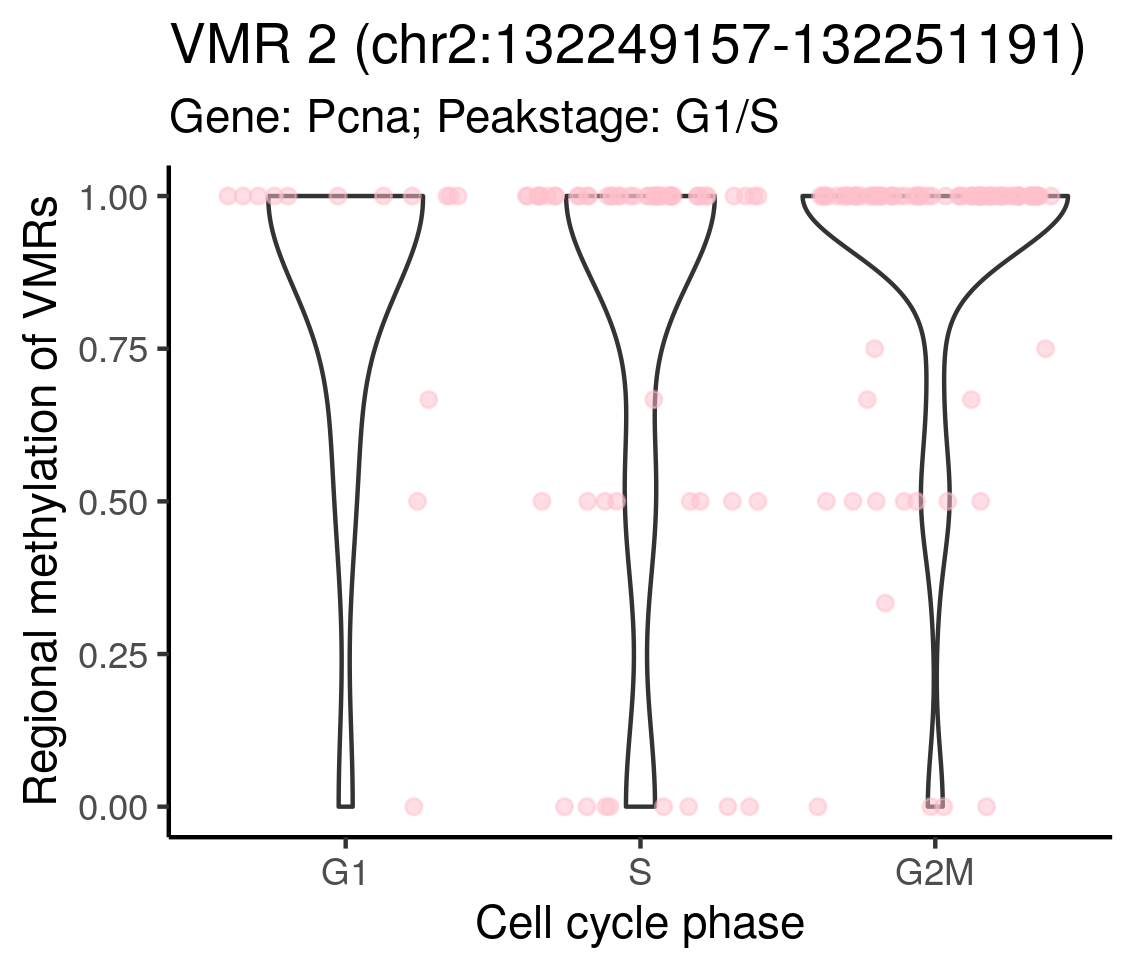 VMR 2 (chr2:132249157-132251191)
Gene: Pcna; Peakstage: G1/S
Regional methylation of VMRs
1.00
0.75
0.50
0.25
0.00
G1 S G2M
Cell cycle phase